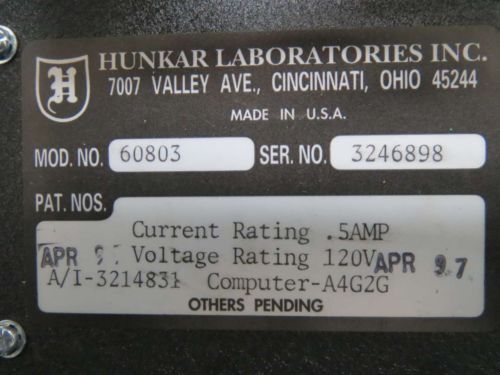 HUNKAR LABORATORIES INC.
7007 VALLEY AVE., CINCINNATI, OHIO 45244
MADE IN U.S.A.
MOD. NO. 60803 SER. NO. 3246898
PAT. NOS.
Current Rating .5AMP
APR 9 Voltage Rating 120V APR 97
A/I-3214831 Computer-A4G2G
OTHERS PENDING